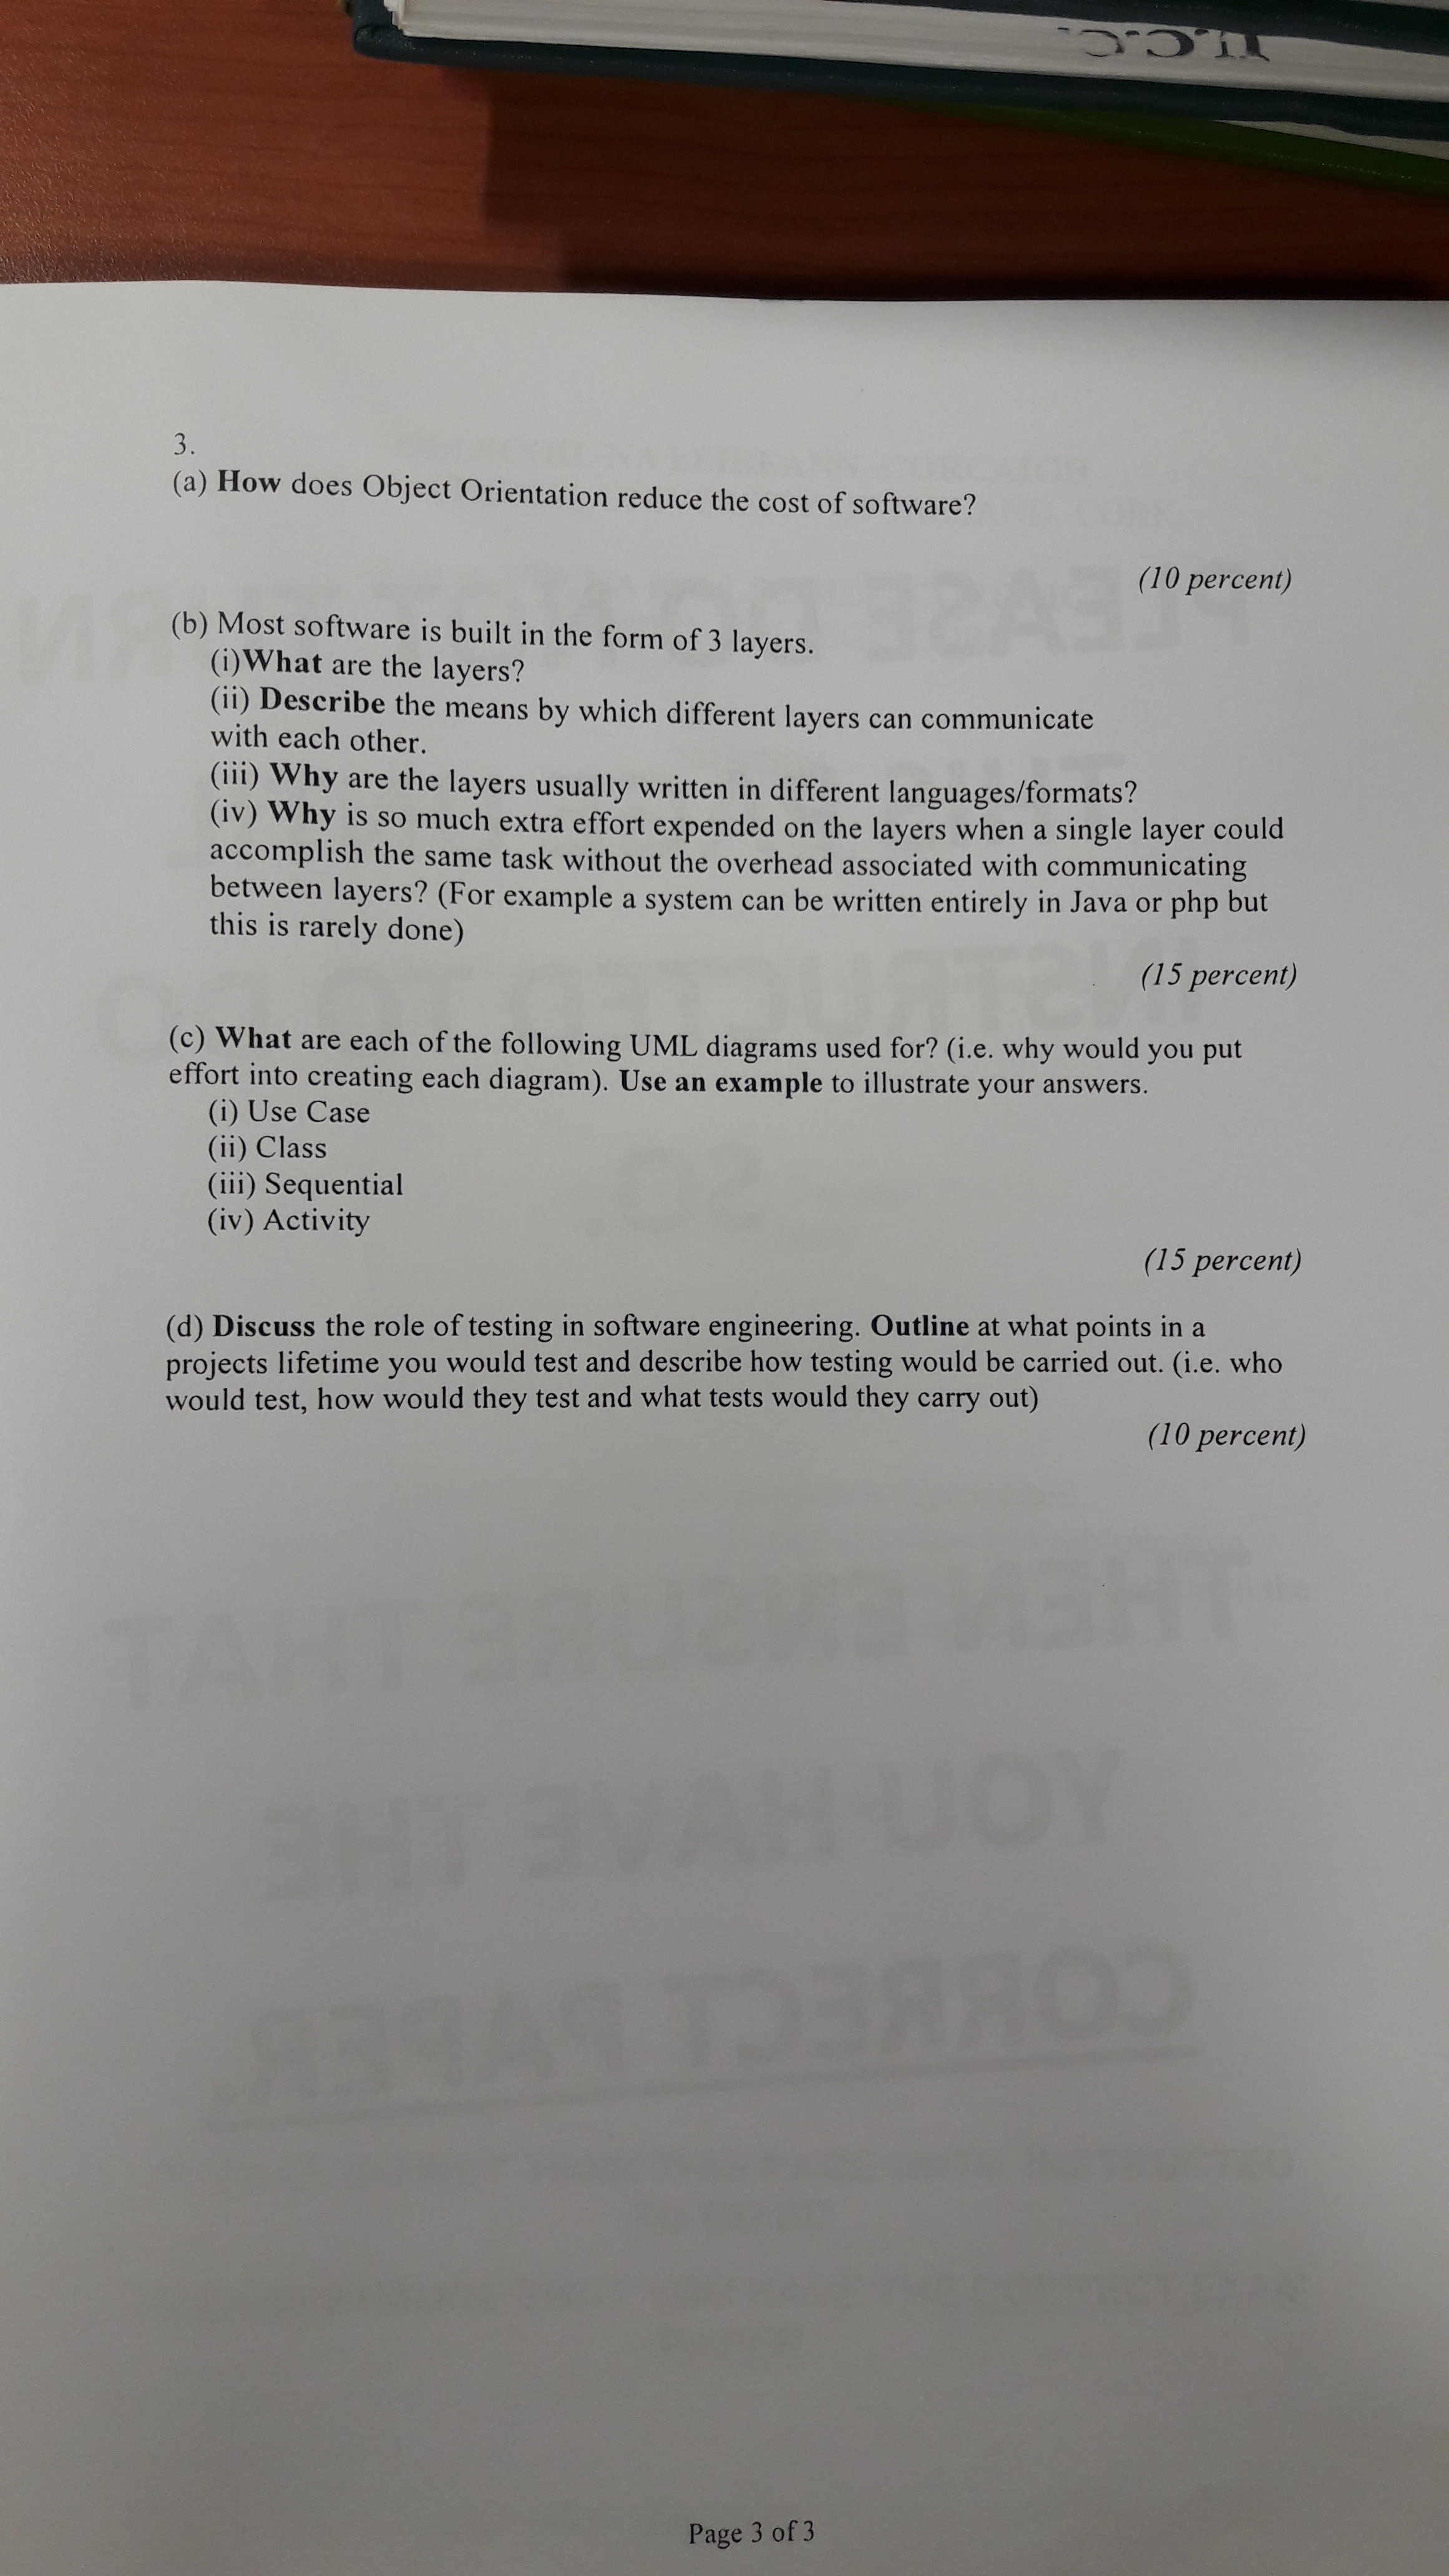 U.C.C.
3.
(a) How does Object Orientation reduce the cost of software?
(10 percent)
(b) Most software is built in the form of 3 layers.
(i)What are the layers?
(ii) Describe the means by which different layers can communicate
with each other.
(iii) Why are the layers usually written in different languages/formats?
(iv) Why is so much extra effort expended on the layers when a single layer could
accomplish the same task without the overhead associated with communicating
between layers? (For example a system can be written entirely in Java or php but
this is rarely done)
(15 percent)
(c) What are each of the following UML diagrams used for? (i.e. why would you put
effort into creating each diagram). Use an example to illustrate your answers.
(i) Use Case
(ii) Class
(iii) Sequential
(iv) Activity
(15 percent)
(d) Discuss the role of testing in software engineering. Outline at what points in a
projects lifetime you would test and describe how testing would be carried out. (i.e. who
would test, how would they test and what tests would they carry out)
(10 percent)
THEN ENSURE THAT
YOU HAVE THE
CORRECT PAPER.
Page 3 of 3